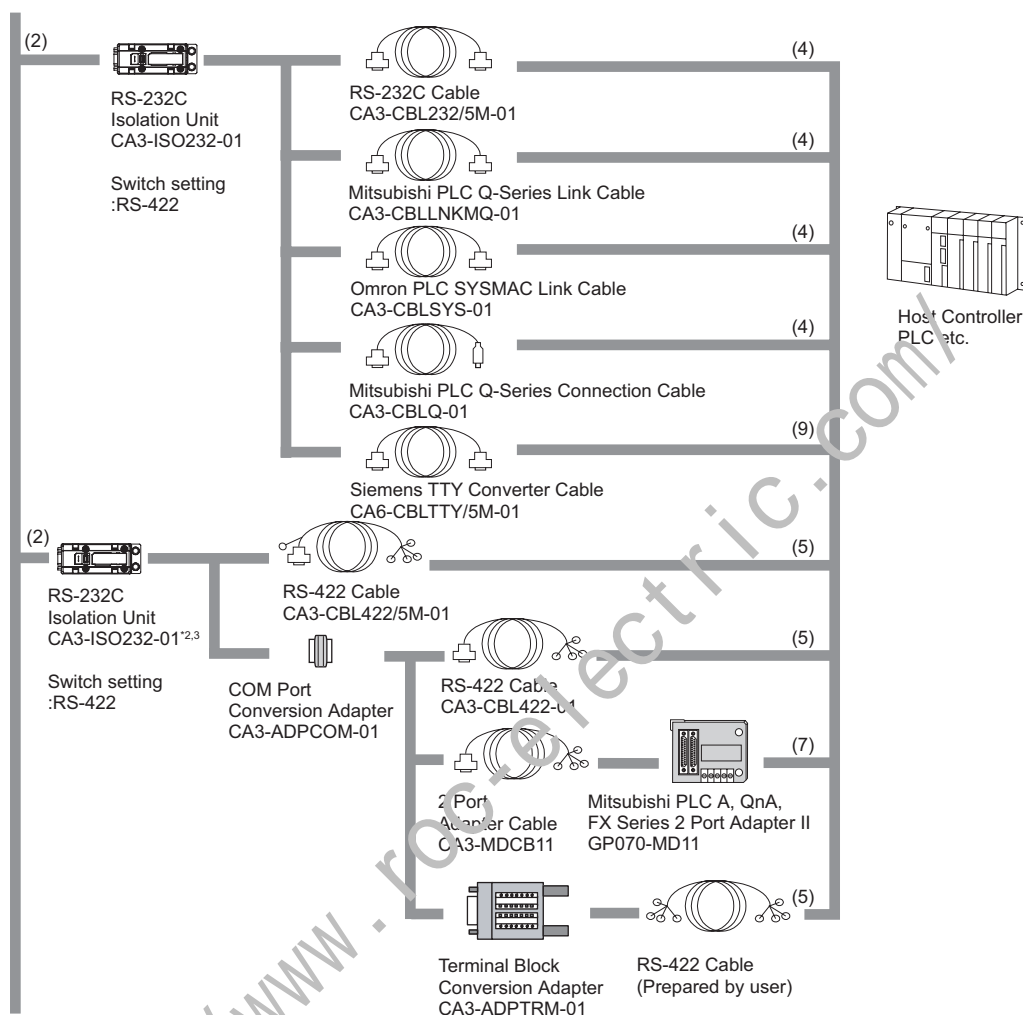 (2)
(4)
RS-232C
Isolation Unit
CA3-ISO232-01
Switch setting
:RS-422
RS-232C Cable
CA3-CBL232/5M-01
(4)
Mitsubishi PLC Q-Series Link Cable
CA3-CBLLNKMQ-01
(4)
Omron PLC SYSMAC Link Cable
CA3-CBLSYS-01
(4)
Host Controller
PLC etc.
Mitsubishi PLC Q-Series Connection Cable
CA3-CBLQ-01
(9)
Siemens TTY Converter Cable
CA6-CBLTTY/5M-01
(2)
(5)
RS-232C
Isolation Unit
CA3-ISO232-01*2,3
Switch setting
:RS-422
RS-422 Cable
CA3-CBL422/5M-01
(5)
COM Port
Conversion Adapter
CA3-ADPCOM-01
RS-422 Cable
CA3-CBL422-01
(7)
2 Port
Adapter Cable
CA3-MDCB11
Mitsubishi PLC A, QnA,
FX Series 2 Port Adapter II
GP070-MD11
(5)
Terminal Block
Conversion Adapter
CA3-ADPTRM-01
RS-422 Cable
(Prepared by user)
/www.roc-electric.com/